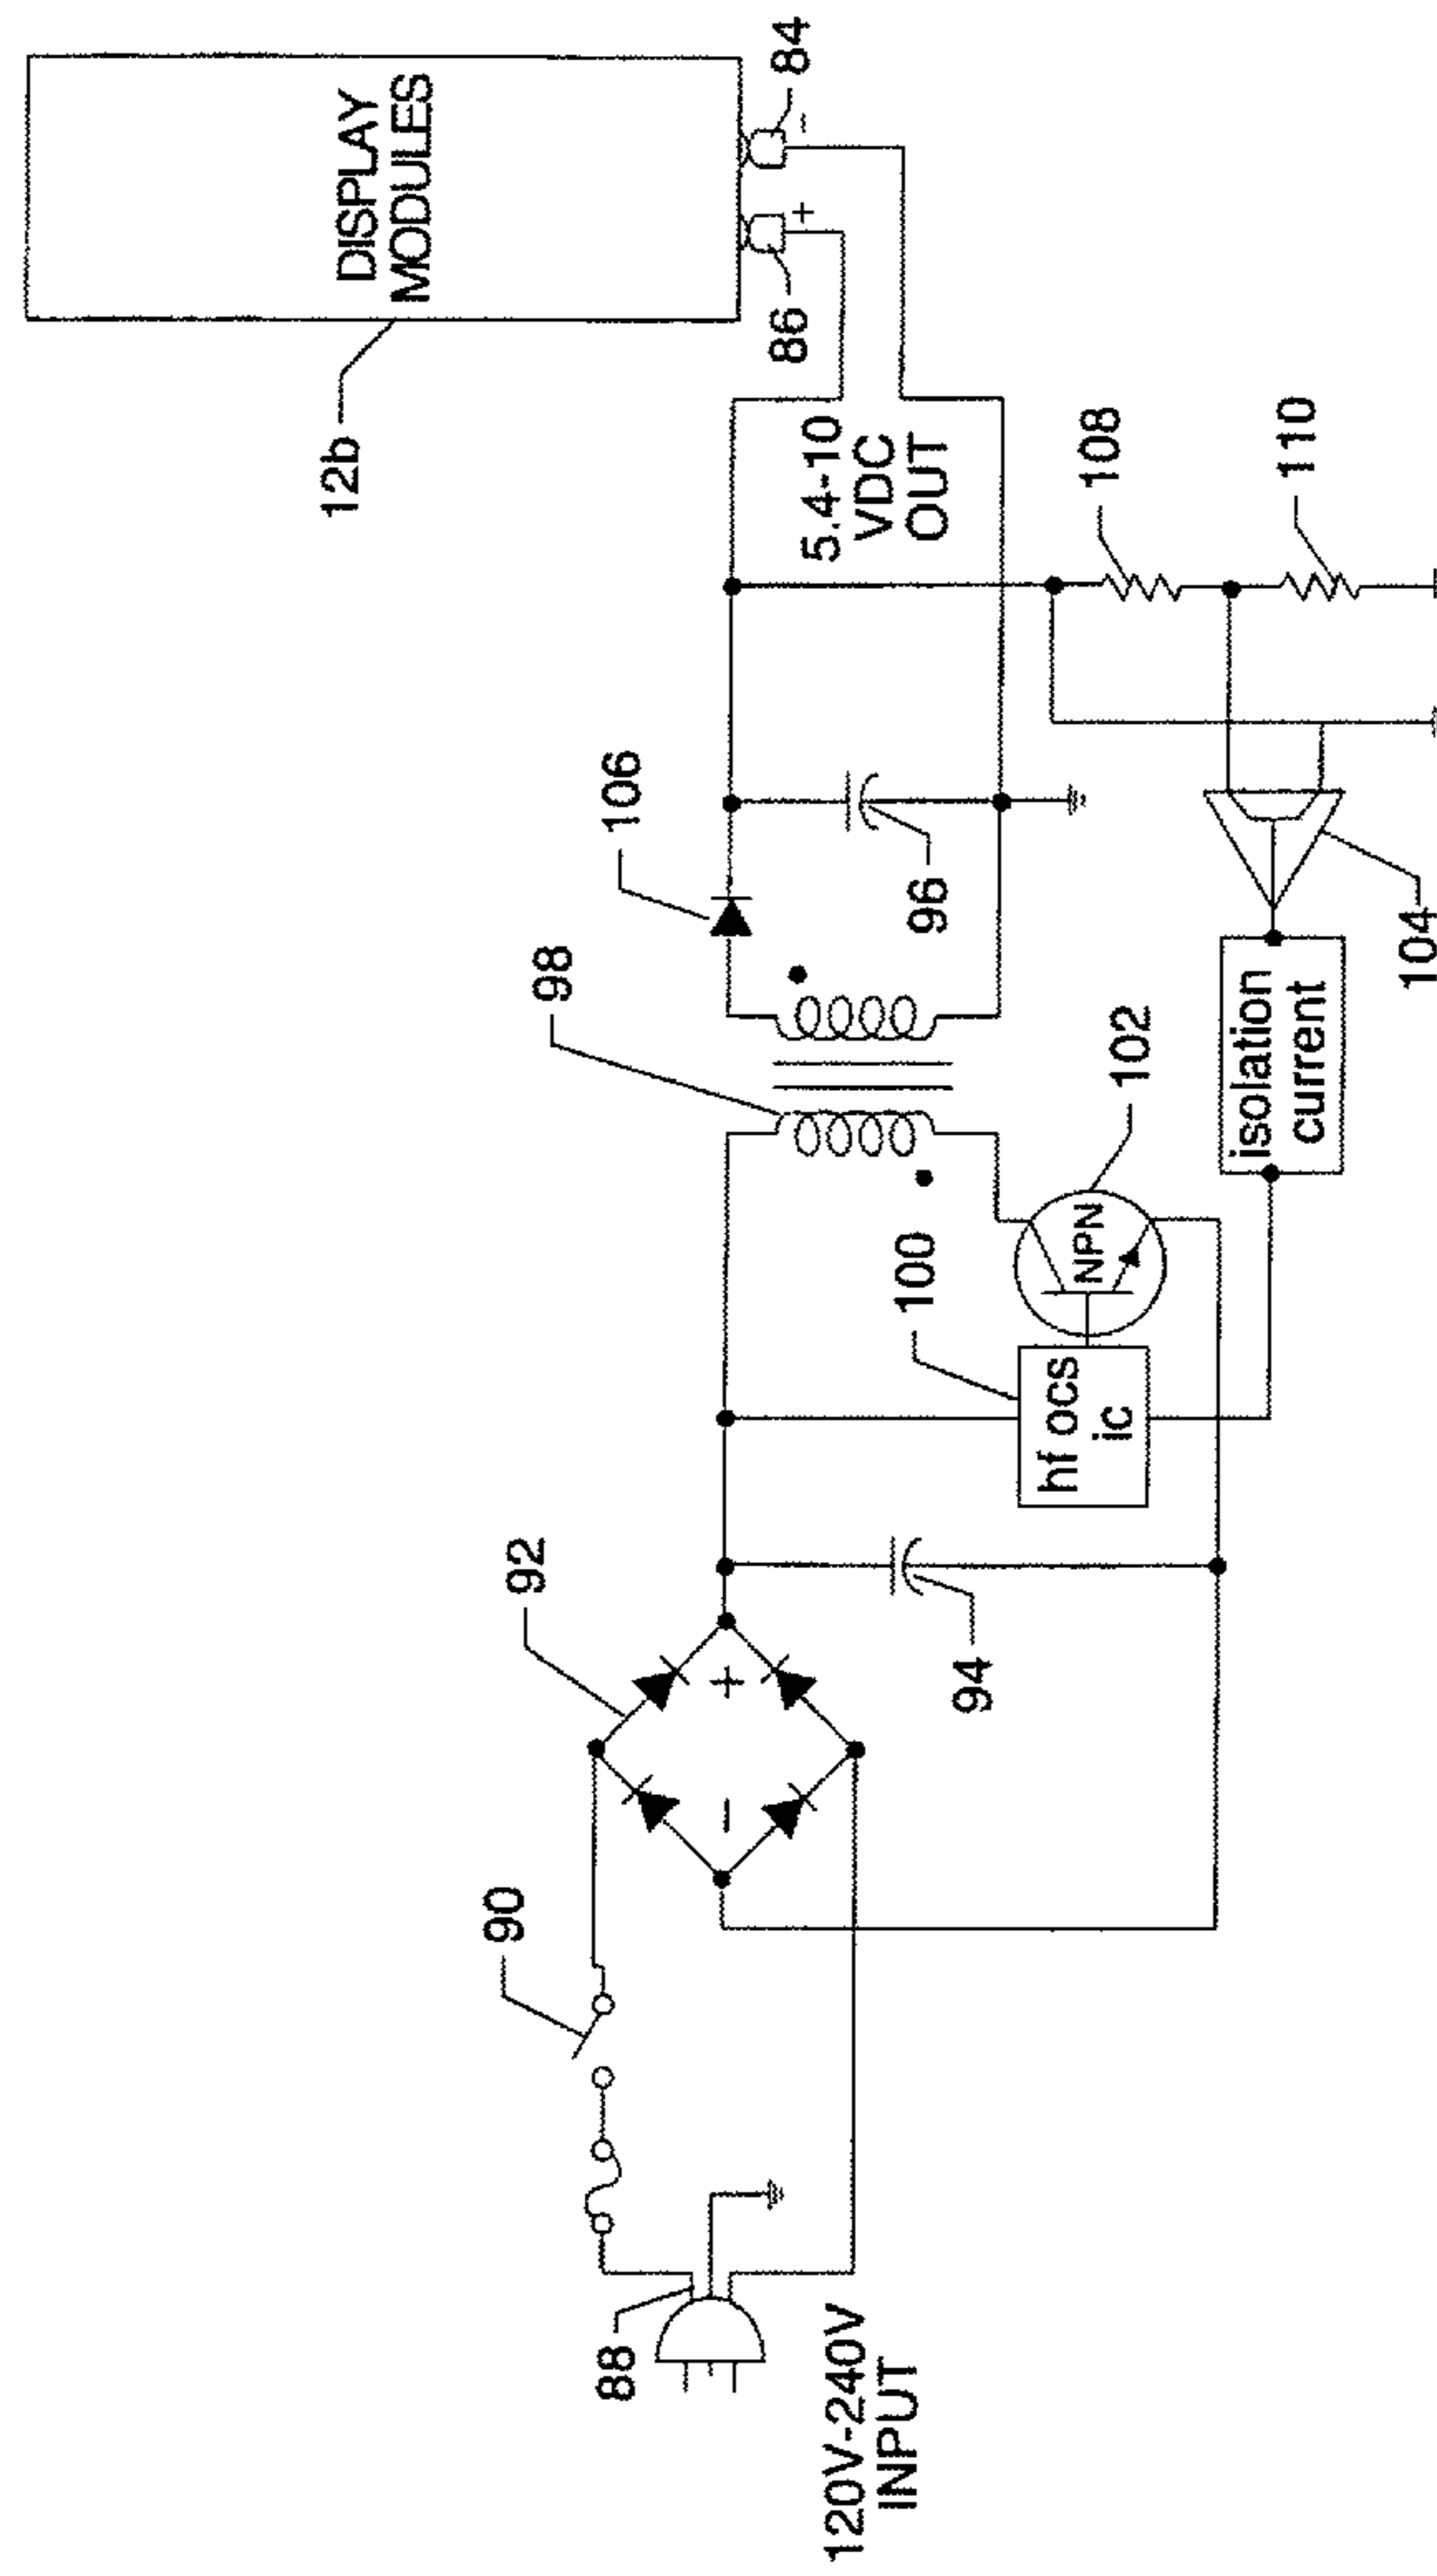 120V-240V
INPUT
88
90
92
94
100
hf ocs
ic
NPN
102
98
106
96
isolation
current
104
5.4-10
VDC
OUT
108
110
12b
DISPLAY
MODULES
86
+
84
-
+
-